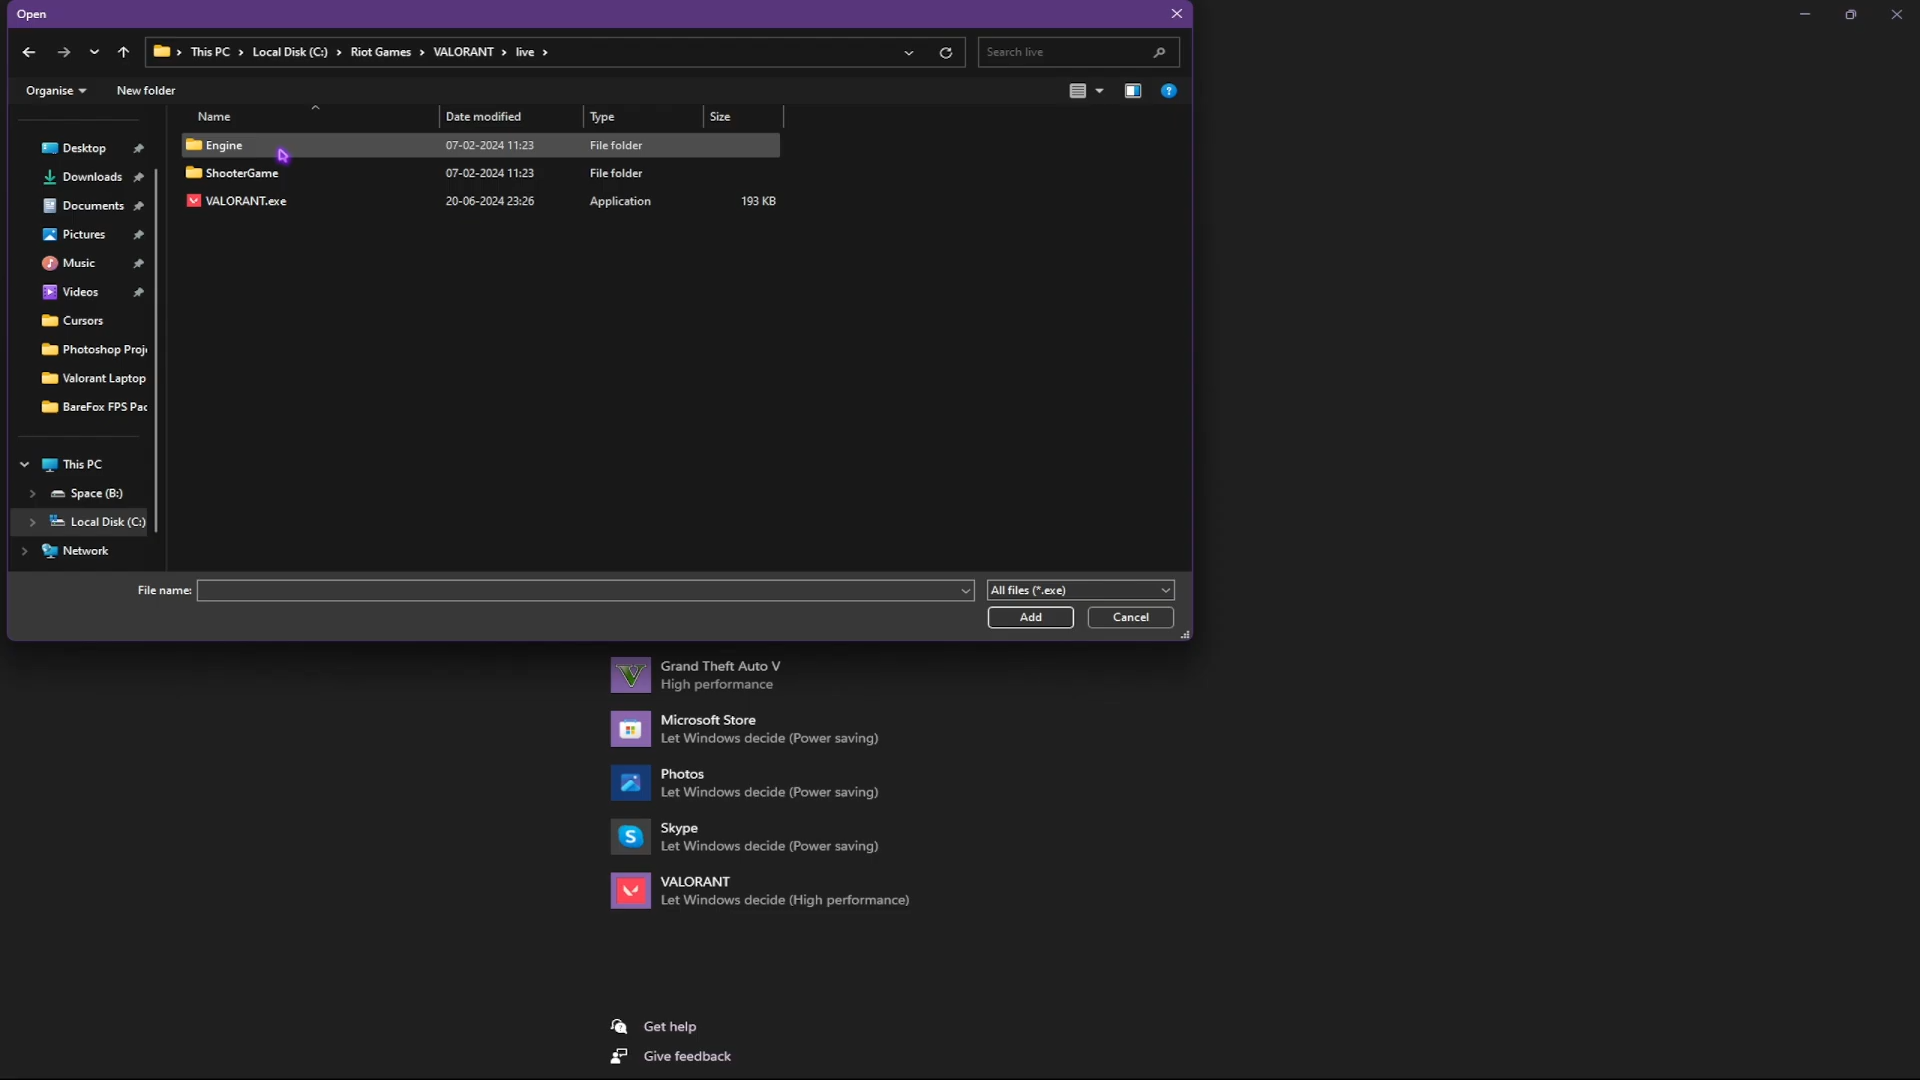 Open
This PC > Local Disk (C:) > Riot Games > VALORANT > live >
Search live
Organise
New folder
Name
Date modified
Type
Size
Engine 07-02-2024 11:23 File folder
ShooterGame 07-02-2024 11:23 File folder
VALORANT.exe 20-06-2024 23:26 Application 193 KB
Desktop
Downloads
Documents
Pictures
Music
Videos
Cursors
Photoshop Proj
Valorant Laptop
BareFox FPS Pac
This PC
Space (B:)
Local Disk (C:)
Network
File name:
All files (*.exe)
Add
Cancel
Grand Theft Auto V
High performance
Microsoft Store
Let Windows decide (Power saving)
Photos
Let Windows decide (Power saving)
Skype
Let Windows decide (Power saving)
VALORANT
Let Windows decide (High performance)
Get help
Give feedback